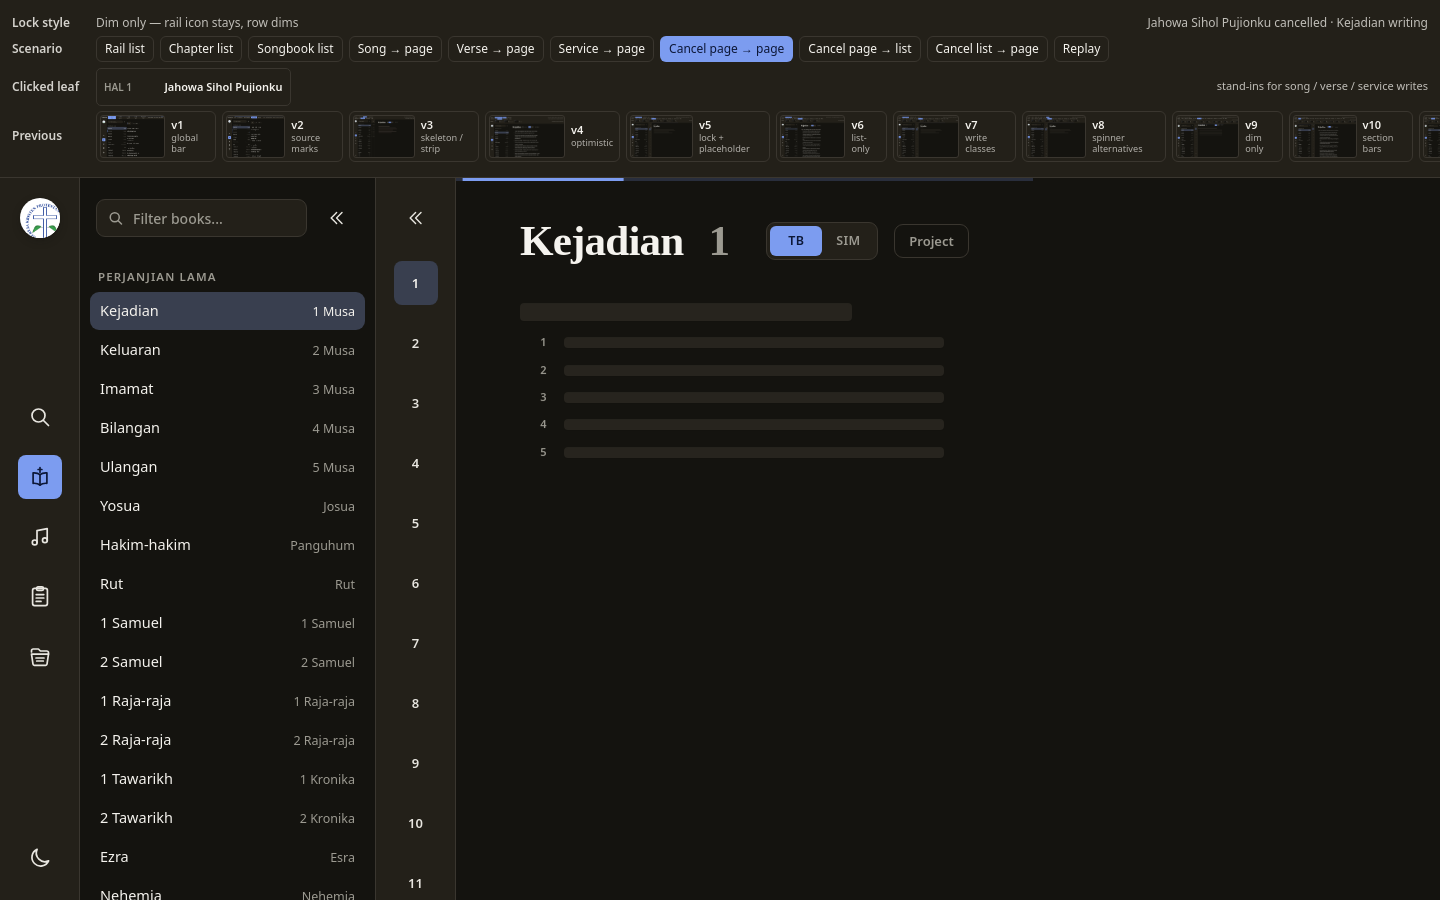 Lock style Dim only — rail icon stays, row dims Jahowa Sihol Pujionku cancelled · Kejadian writing
Scenario Rail list Chapter list Songbook list Song → page Verse → page Service → page Cancel page → page Cancel page → list Cancel list → page Replay
Clicked leaf HAL 1 Jahowa Sihol Pujionku stand-ins for song / verse / service writes
Previous
v1 global bar
v2 source marks
v3 skeleton / strip
v4 optimistic
v5 lock + placeholder
v6 list-only
v7 write classes
v8 spinner alternatives
v9 dim only
v10 section bars
Filter books...
PERJANJIAN LAMA
Kejadian 1 Musa
Keluaran 2 Musa
Imamat 3 Musa
Bilangan 4 Musa
Ulangan 5 Musa
Yosua Josua
Hakim-hakim Panguhum
Rut Rut
1 Samuel 1 Samuel
2 Samuel 2 Samuel
1 Raja-raja 1 Raja-raja
2 Raja-raja 2 Raja-raja
1 Tawarikh 1 Kronika
2 Tawarikh 2 Kronika
Ezra Esra
Nehemia Nehemia
1
2
3
4
5
6
7
8
9
10
11
Kejadian 1 TB SIM Project
1
2
3
4
5